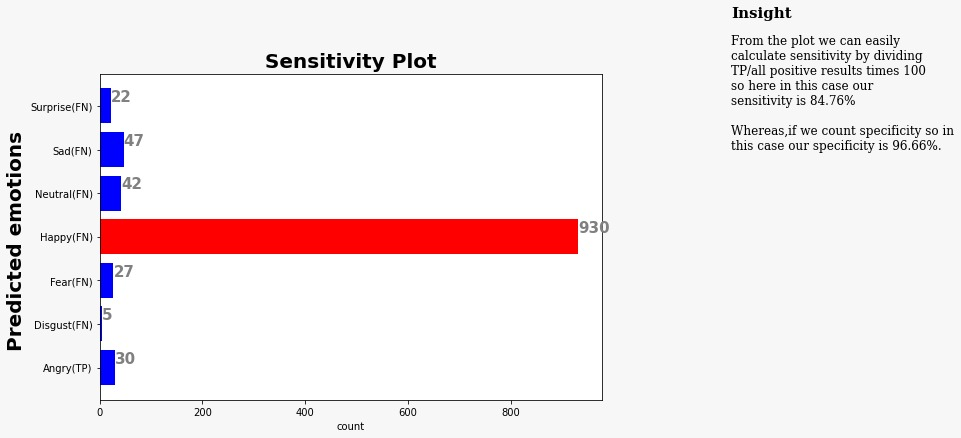 Insight
From the plot we can easily
calculate sensitivity by dividing
TP/all positive results times 100
so here in this case our
sensitivity is 84.76%
Whereas,if we count specificity so in
this case our specificity is 96.66%.
Sensitivity Plot
Predicted emotions
Surprise(FN) 22
Sad(FN) 47
Neutral(FN) 42
Happy(FN) 930
Fear(FN) 27
Disgust(FN) 5
Angry(TP) 30
0 200 400 600 800
count